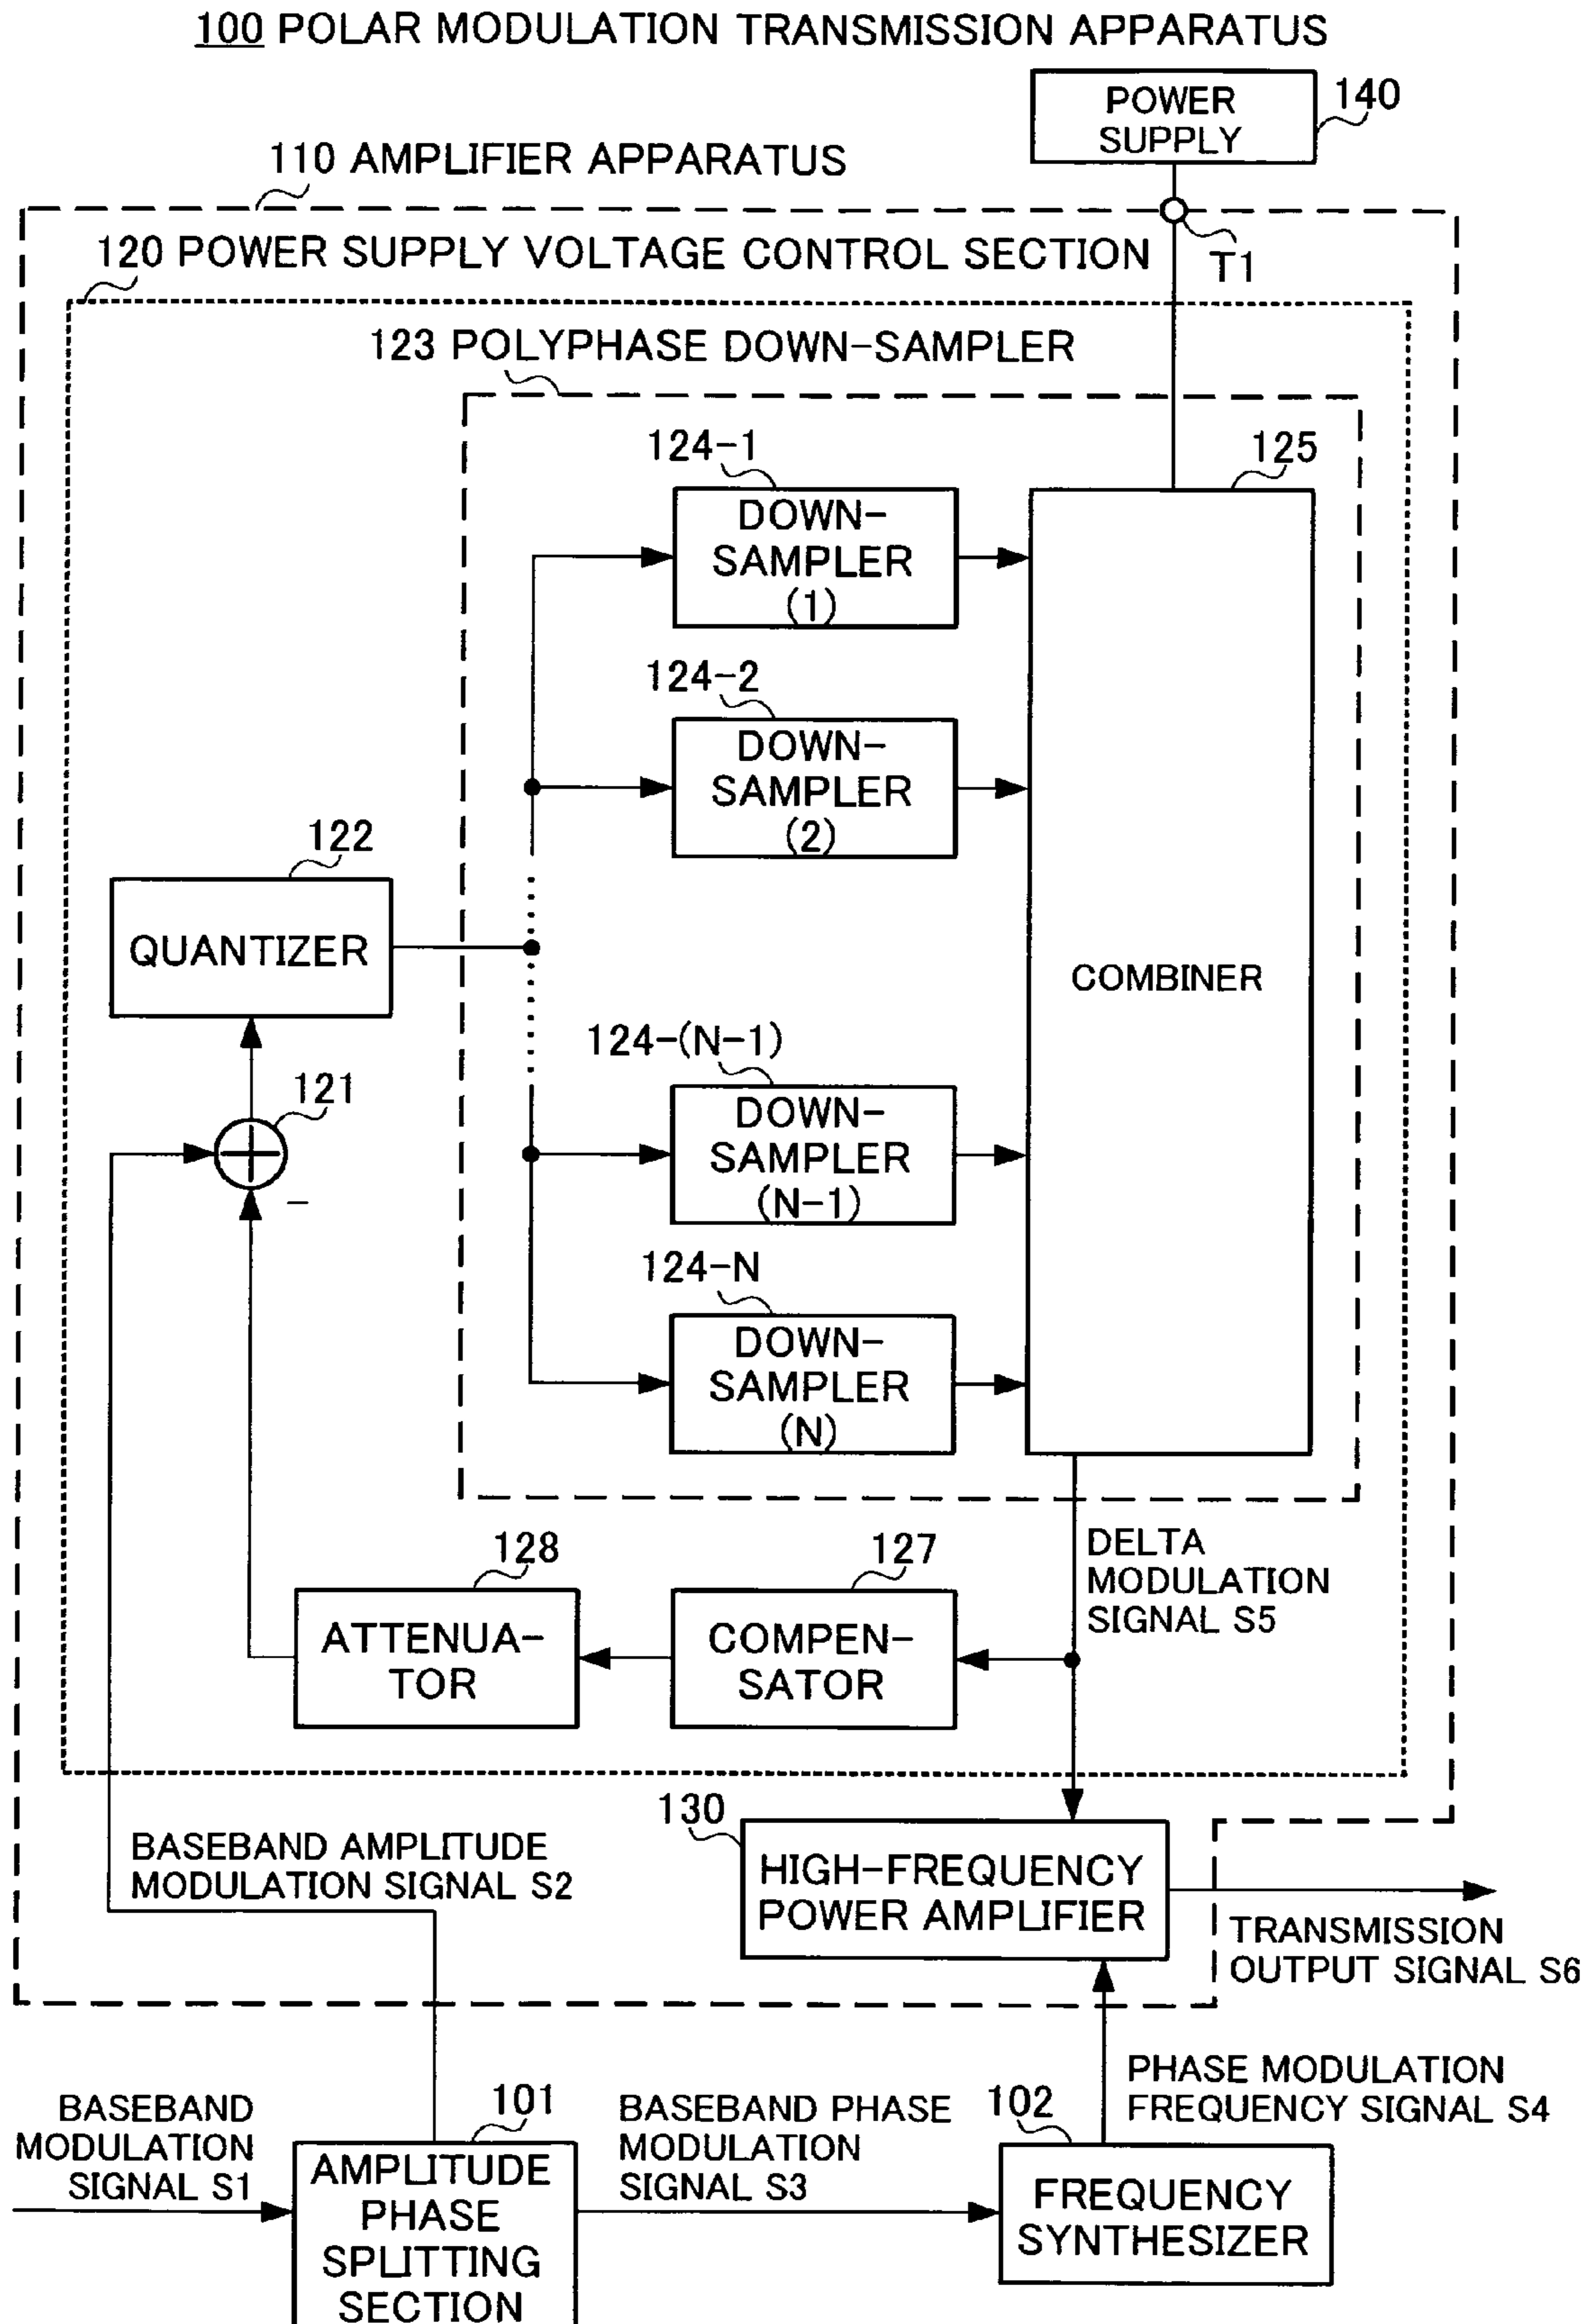 100 POLAR MODULATION TRANSMISSION APPARATUS
POWER
SUPPLY
140
110 AMPLIFIER APPARATUS
T1
120 POWER SUPPLY VOLTAGE CONTROL SECTION
123 POLYPHASE DOWN-SAMPLER
124-1
125
DOWN-
SAMPLER
(1)
124-2
DOWN-
SAMPLER
(2)
122
QUANTIZER
COMBINER
124-(N-1)
121
DOWN-
SAMPLER
(N-1)
-
124-N
DOWN-
SAMPLER
(N)
128
127
DELTA
MODULATION
SIGNAL S5
ATTENUA-
TOR
COMPEN-
SATOR
130
BASEBAND AMPLITUDE
MODULATION SIGNAL S2
HIGH-FREQUENCY
POWER AMPLIFIER
TRANSMISSION
OUTPUT SIGNAL S6
BASEBAND
MODULATION
SIGNAL S1
101
BASEBAND PHASE
MODULATION
SIGNAL S3
102
PHASE MODULATION
FREQUENCY SIGNAL S4
AMPLITUDE
PHASE
SPLITTING
SECTION
FREQUENCY
SYNTHESIZER